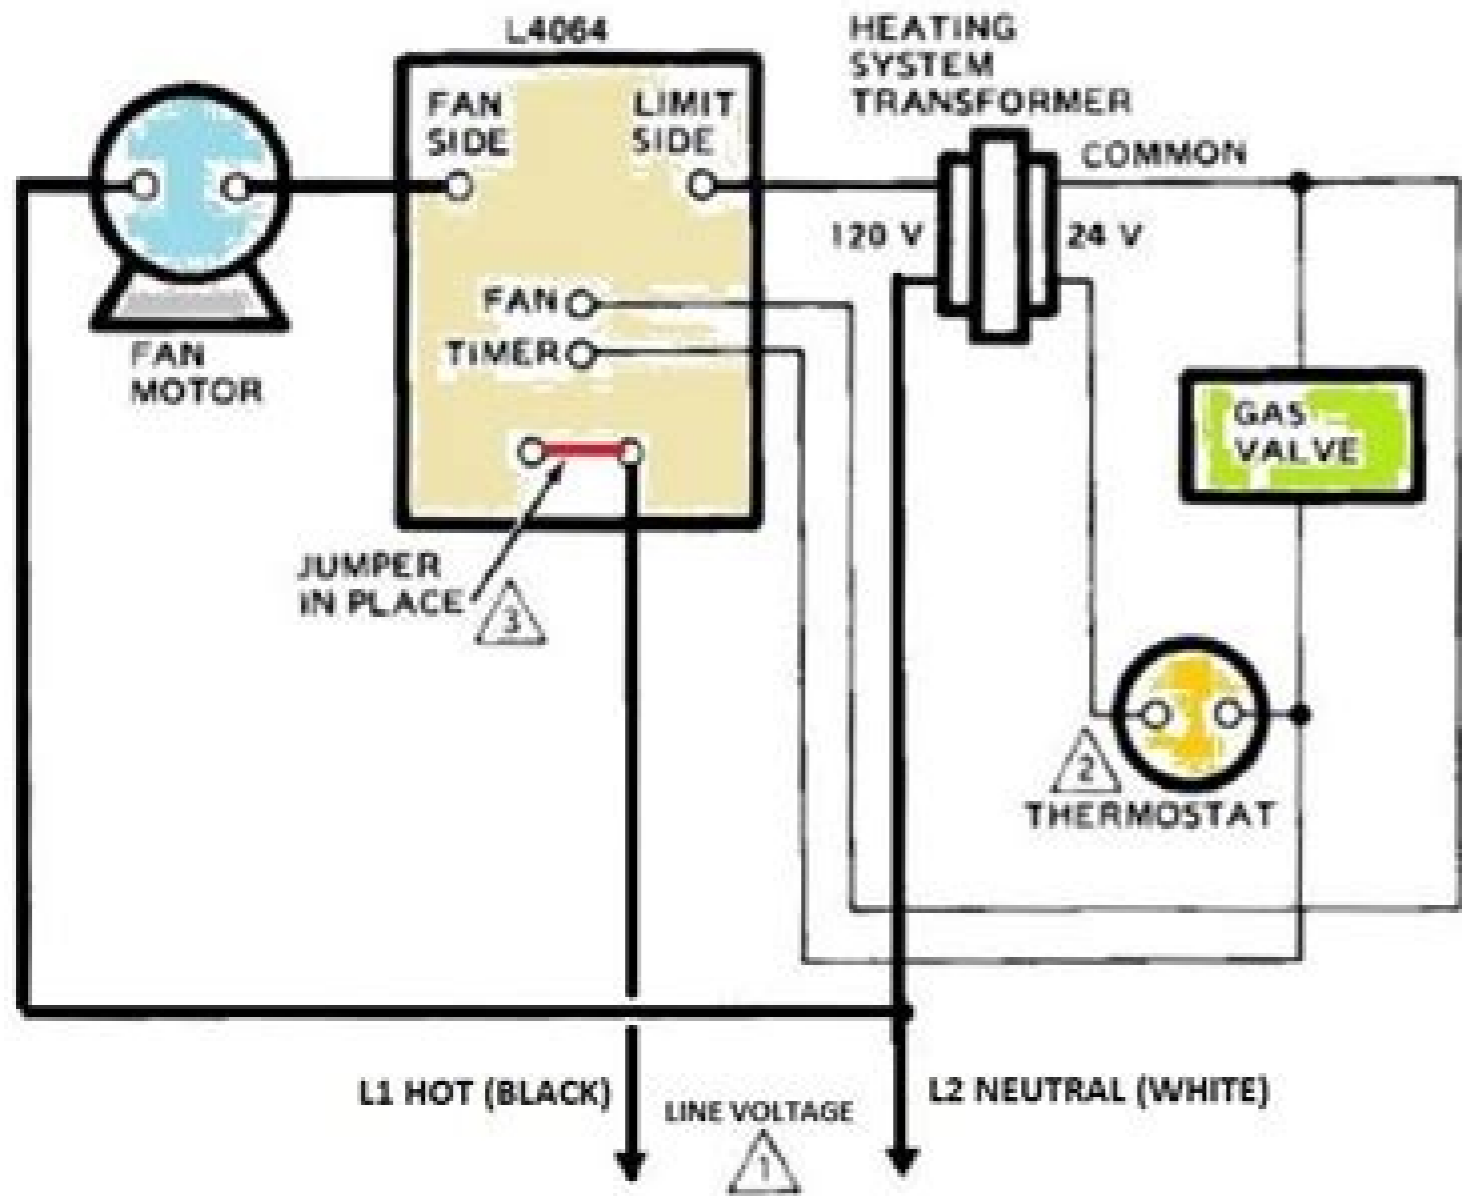 L4064
HEATING
SYSTEM
TRANSFORMER
FAN
SIDE
LIMIT
SIDE
COMMON
120 V
24 V
FAN
TIMER
FAN
MOTOR
GAS
VALVE
JUMPER
IN PLACE
3
2
THERMOSTAT
L1 HOT (BLACK)
LINE VOLTAGE
1
L2 NEUTRAL (WHITE)